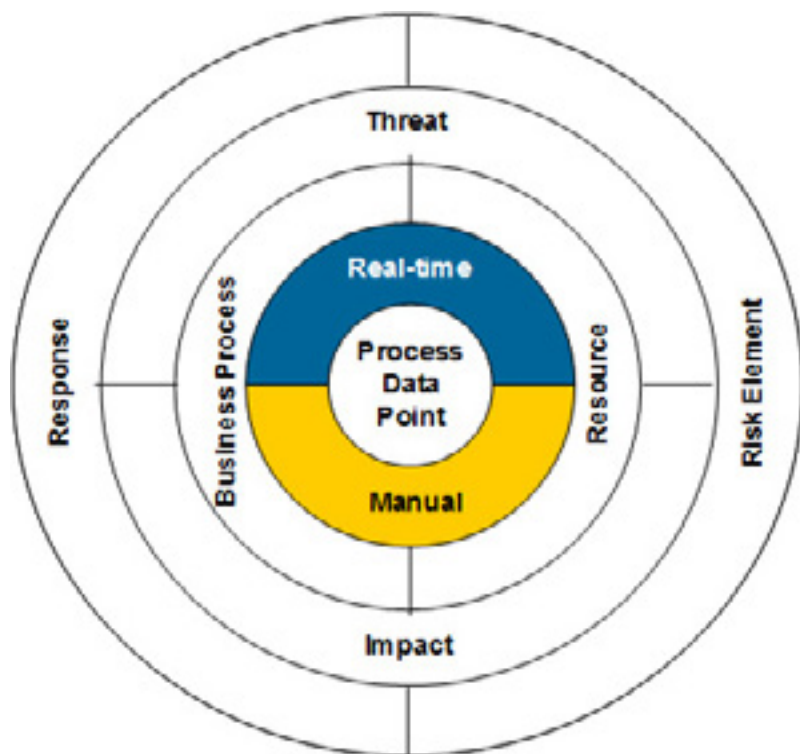 Threat
Real-time
Response
Business Process
Process
Data
Point
Resource
Risk Element
Manual
Impact